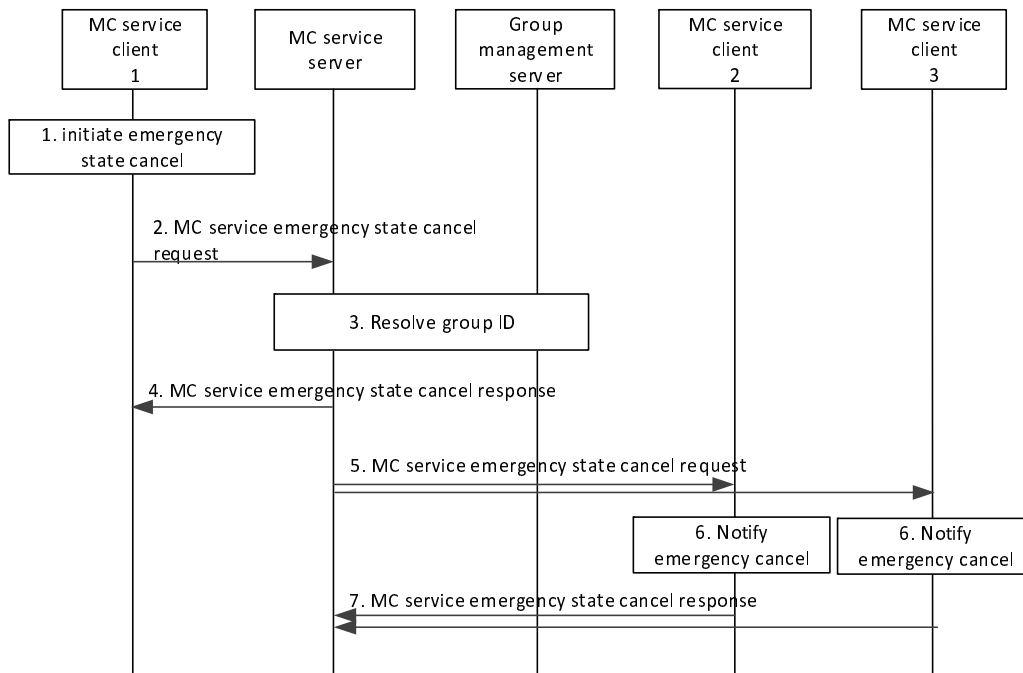 MC service
client
1
MC service
server
Group
management
server
MC service
client
2
MC service
client
3
1. initiate emergency
state cancel
2. MC service emergency state cancel
request
3. Resolve group ID
4. MC service emergency state cancel response
5. MC service emergency state cancel request
6. Notify
emergency cancel
6. Notify
emergency cancel
7. MC service emergency state cancel response